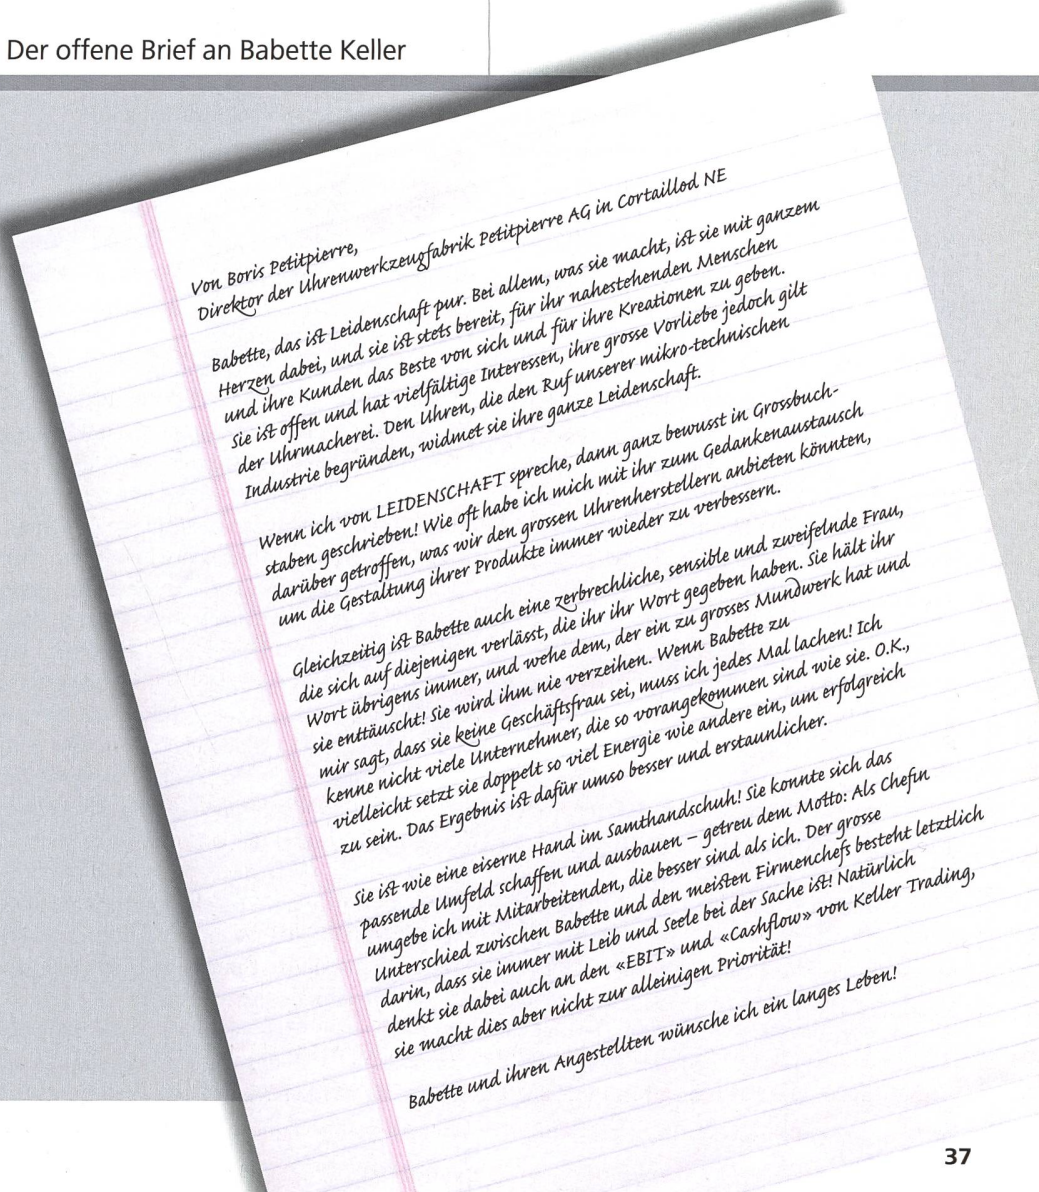 Der offene Brief an Babette Keller
Von Boris Petitpierre,
Direktor der Uhrenwerkzeugfabrik Petitpierre AG in Cortaillod NE
Babette, das ist Leidenschaft pur. Bei allem, was sie macht, ist sie mit ganzem
Herzen dabei, und sie ist stets bereit, für ihr nahestehenden Menschen
und ihre Kunden das Beste von sich und für ihre Kreationen zu geben.
Sie ist offen und hat vielfältige Interessen, ihre grosse Vorliebe jedoch gilt
der Uhrmacherei. Den Uhren, die den Ruf unserer mikro-technischen
Industrie begründen, widmet sie ihre ganze Leidenschaft.
Wenn ich von LEIDENSCHAFT spreche, dann ganz bewusst in Grossbuch-
staben geschrieben! Wie oft habe ich mich mit ihr zum Gedankenaustausch
darüber getroffen, was wir den grossen Uhrenherstellern anbieten könnten,
um die Gestaltung ihrer Produkte immer wieder zu verbessern.
Gleichzeitig ist Babette auch eine zerbrechliche, sensible und zweifelnde Frau,
die sich auf diejenigen verlässt, die ihr ihr Wort gegeben haben. Sie hält ihr
Wort übrigens immer, und wehe dem, der ein zu grosses Mundwerk hat und
sie enttäuscht! Sie wird ihm nie verzeihen. Wenn Babette zu
mir sagt, dass sie keine Geschäftsfrau sei, muss ich jedes Mal lachen! Ich
kenne nicht viele Unternehmer, die so vorangekommen sind wie sie. O.K.,
vielleicht setzt sie doppelt so viel Energie wie andere ein, um erfolgreich
zu sein. Das Ergebnis ist dafür umso besser und erstaunlicher.
Sie ist wie eine eiserne Hand im Samthandschuh! Sie konnte sich das
passende Umfeld schaffen und ausbauen – getreu dem Motto: Als Chefin
umgebe ich mit Mitarbeitenden, die besser sind als ich. Der grosse
Unterschied zwischen Babette und den meisten Firmenchefs besteht letztlich
darin, dass sie immer mit Leib und Seele bei der Sache ist! Natürlich
denkt sie dabei auch an den «EBIT» und «Cashflow» von Keller Trading,
sie macht dies aber nicht zur alleinigen Priorität!
Babette und ihren Angestellten wünsche ich ein langes Leben!
37